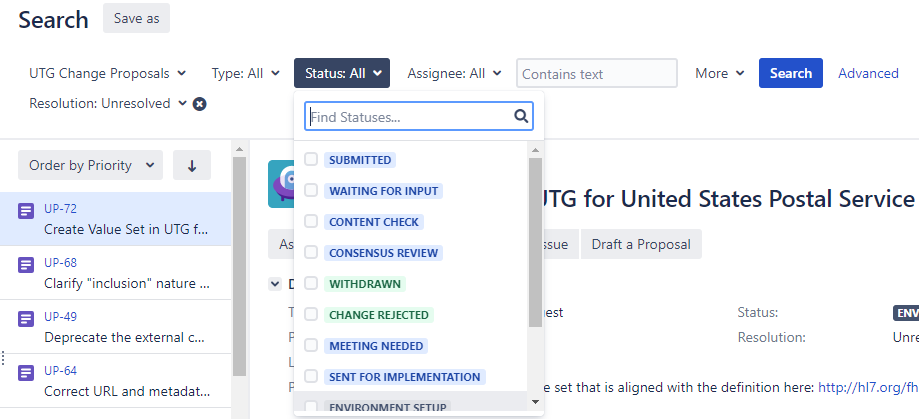 Search
Save as
UTG Change Proposals
Type: All
Status: All
Assignee: All
Contains text
More
Search
Advanced
Resolution: Unresolved
Find Statuses...
Order by Priority
SUBMITTED
WAITING FOR INPUT
CONTENT CHECK
CONSENSUS REVIEW
WITHDRAWN
CHANGE REJECTED
MEETING NEEDED
SENT FOR IMPLEMENTATION
ENVIRONMENT SETUP
UP-72
Create Value Set in UTG f...
UP-68
Clarify "inclusion" nature ...
UP-49
Deprecate the external c...
UP-64
Correct URL and metadat...
UTG for United States Postal Service
As
ssue
Draft a Proposal
D
T
uest
Status:
ENV
P
Resolution:
Unre
L
P
e set that is aligned with the definition here: http://hl7.org/fh